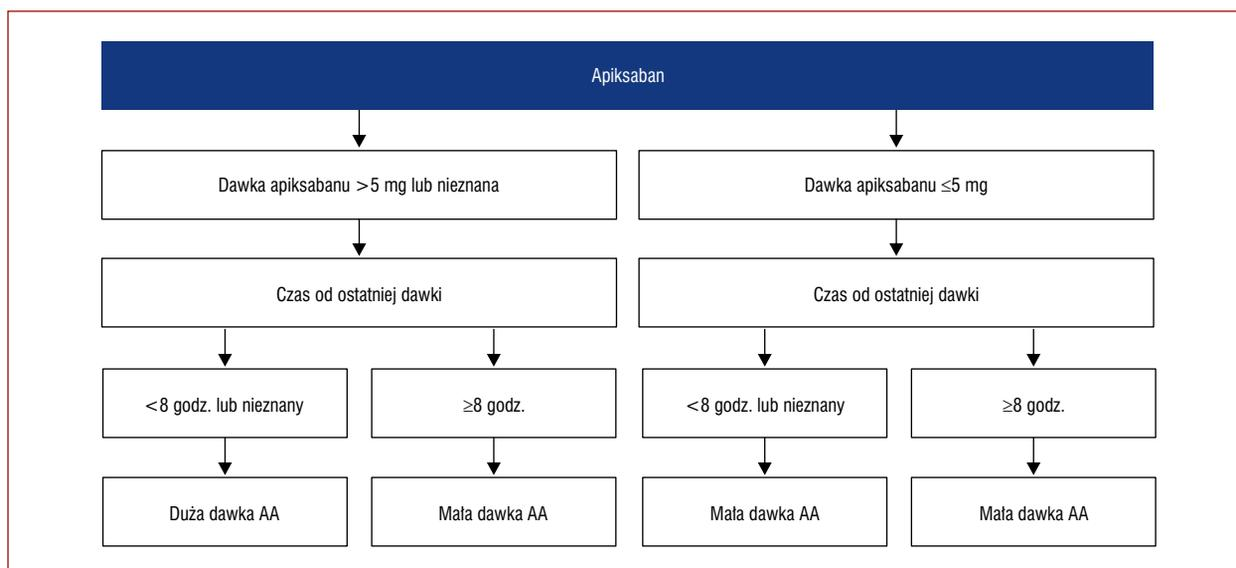 Apiksaban
Dawka apiksabanu >5 mg lub nieznana
Dawka apiksabanu ≤5 mg
Czas od ostatniej dawki
Czas od ostatniej dawki
<8 godz. lub nieznany
≥8 godz.
<8 godz. lub nieznany
≥8 godz.
Duża dawka AA
Mała dawka AA
Mała dawka AA
Mała dawka AA